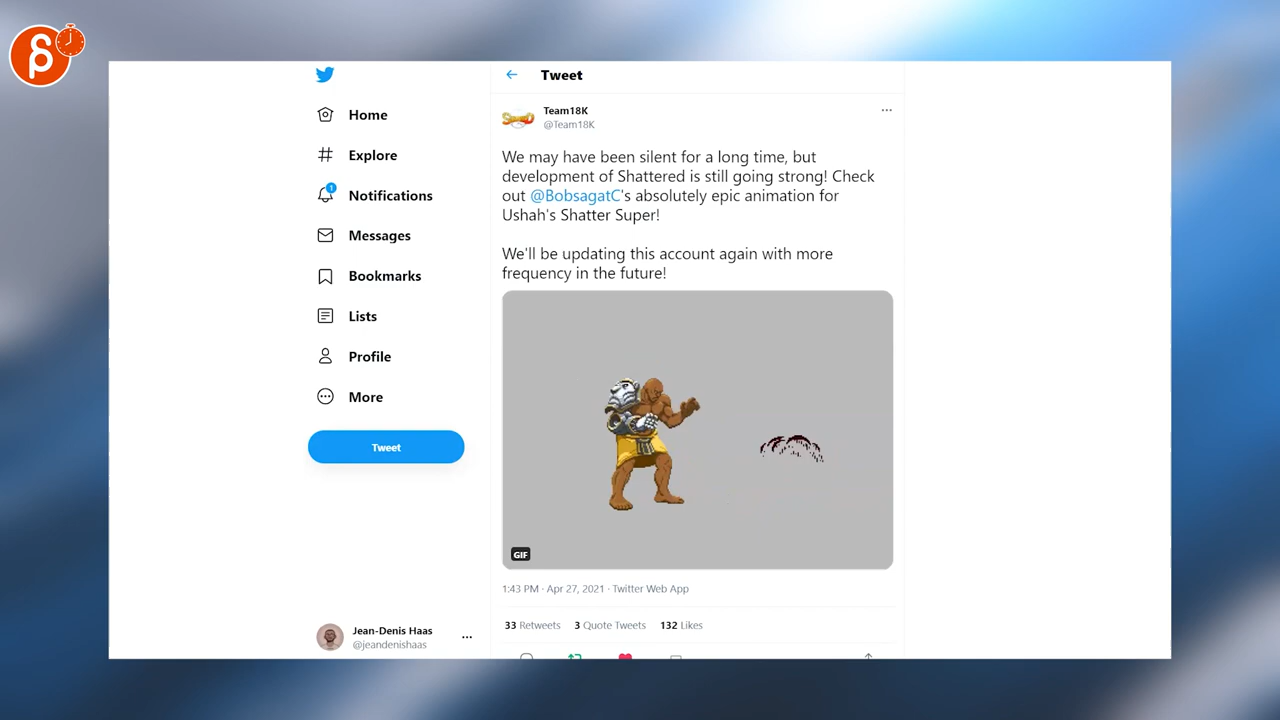 Tweet
Home
Explore
1
Notifications
Messages
Bookmarks
Lists
Profile
More
Tweet
Jean-Denis Haas
@jeandenishaas
Team18K
@Team18K
We may have been silent for a long time, but
development of Shattered is still going strong! Check
out @BobsagatC's absolutely epic animation for
Ushah's Shatter Super!
We'll be updating this account again with more
frequency in the future!
GIF
1:43 PM · Apr 27, 2021 · Twitter Web App
33 Retweets 3 Quote Tweets 132 Likes